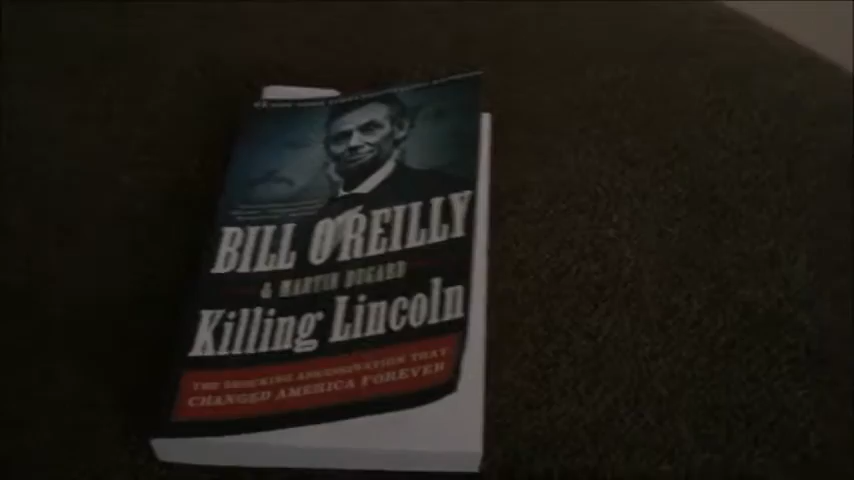 BILL O'REILLY
& MARTIN DUGARD
Killing Lincoln
THE SHOCKING ASSASSINATION THAT
CHANGED AMERICA FOREVER